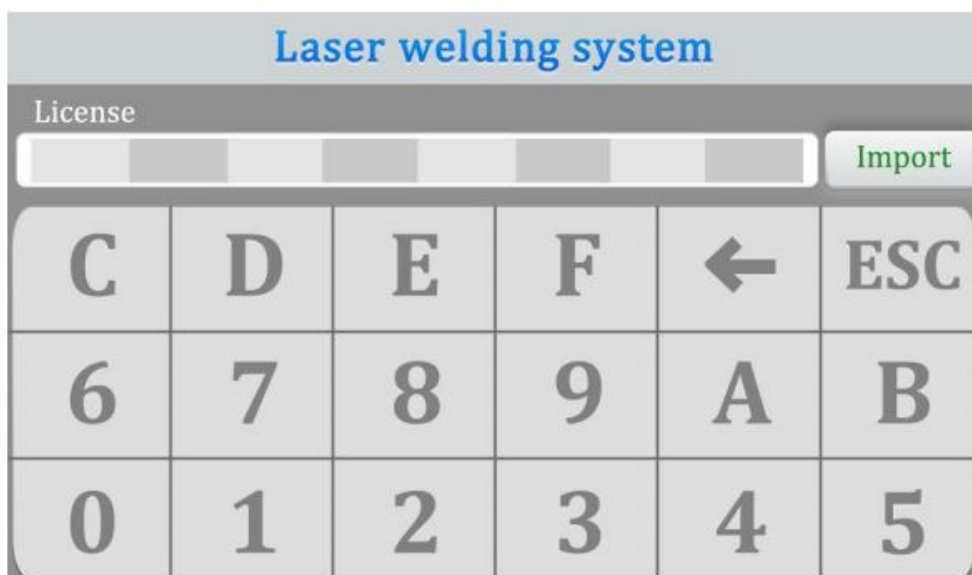 Laser welding system
License
Import
C D E F ← ESC
6 7 8 9 A B
0 1 2 3 4 5